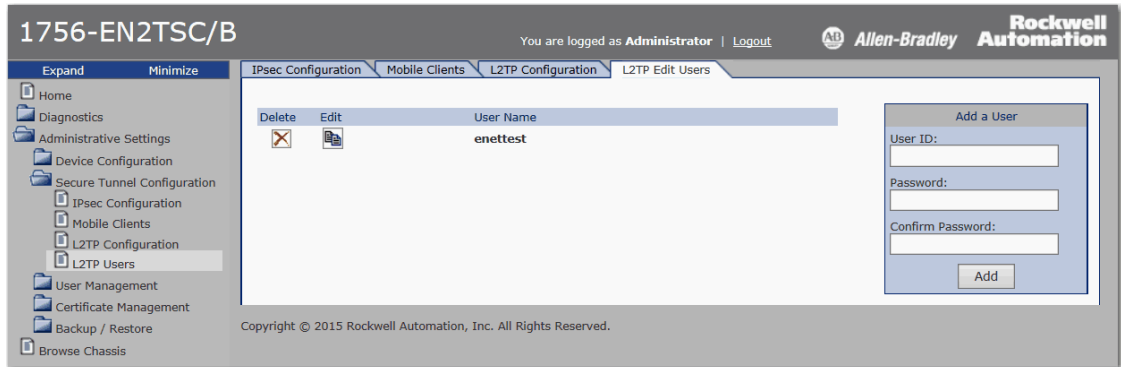 1756-EN2TSC/B
You are logged as Administrator | Logout
AB Allen-Bradley
Rockwell
Automation
Expand Minimize
IPsec Configuration Mobile Clients L2TP Configuration L2TP Edit Users
Home
Diagnostics
Administrative Settings
Device Configuration
Secure Tunnel Configuration
IPsec Configuration
Mobile Clients
L2TP Configuration
L2TP Users
User Management
Certificate Management
Backup / Restore
Browse Chassis
Delete Edit User Name
enettest
Add a User
User ID:
Password:
Confirm Password:
Add
Copyright © 2015 Rockwell Automation, Inc. All Rights Reserved.